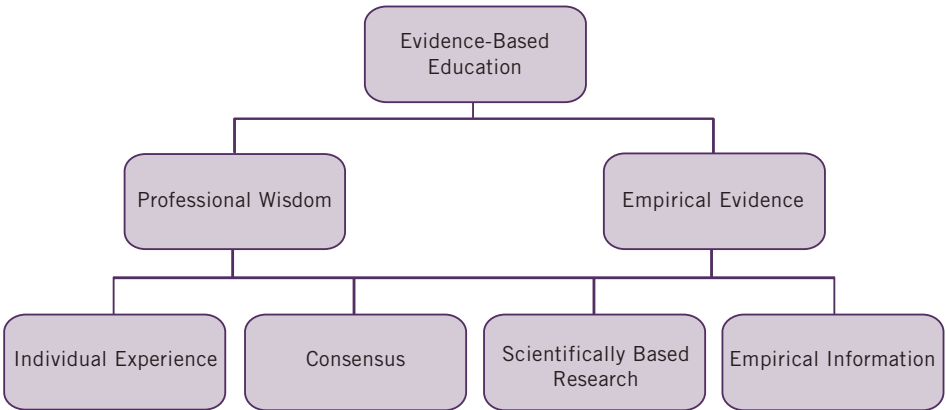 Evidence-Based
Education
Professional Wisdom
Empirical Evidence
Individual Experience
Consensus
Scientifically Based
Research
Empirical Information